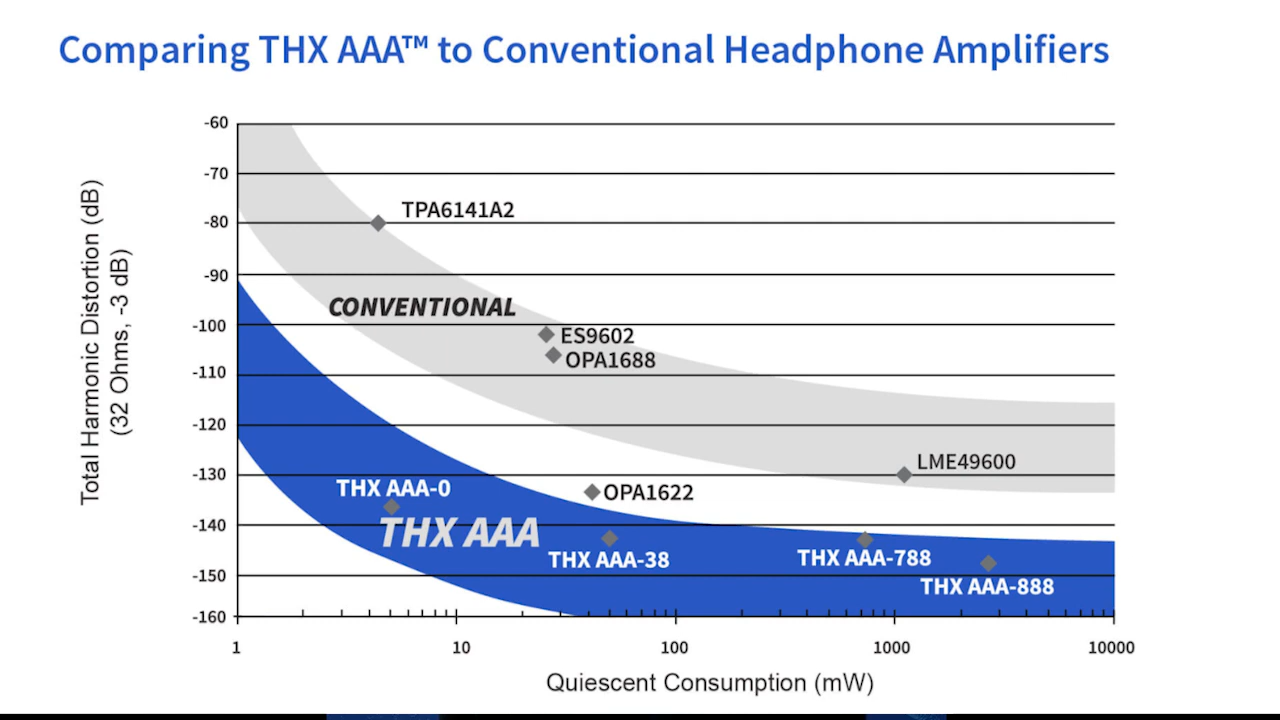 Comparing THX AAA™ to Conventional Headphone Amplifiers
Total Harmonic Distortion (dB)
(32 Ohms, -3 dB)
-60
-70
-80
-90
-100
-110
-120
-130
-140
-150
-160
TPA6141A2
CONVENTIONAL
ES9602
OPA1688
LME49600
THX AAA-0
OPA1622
THX AAA
THX AAA-38
THX AAA-788
THX AAA-888
1
10
100
1000
10000
Quiescent Consumption (mW)